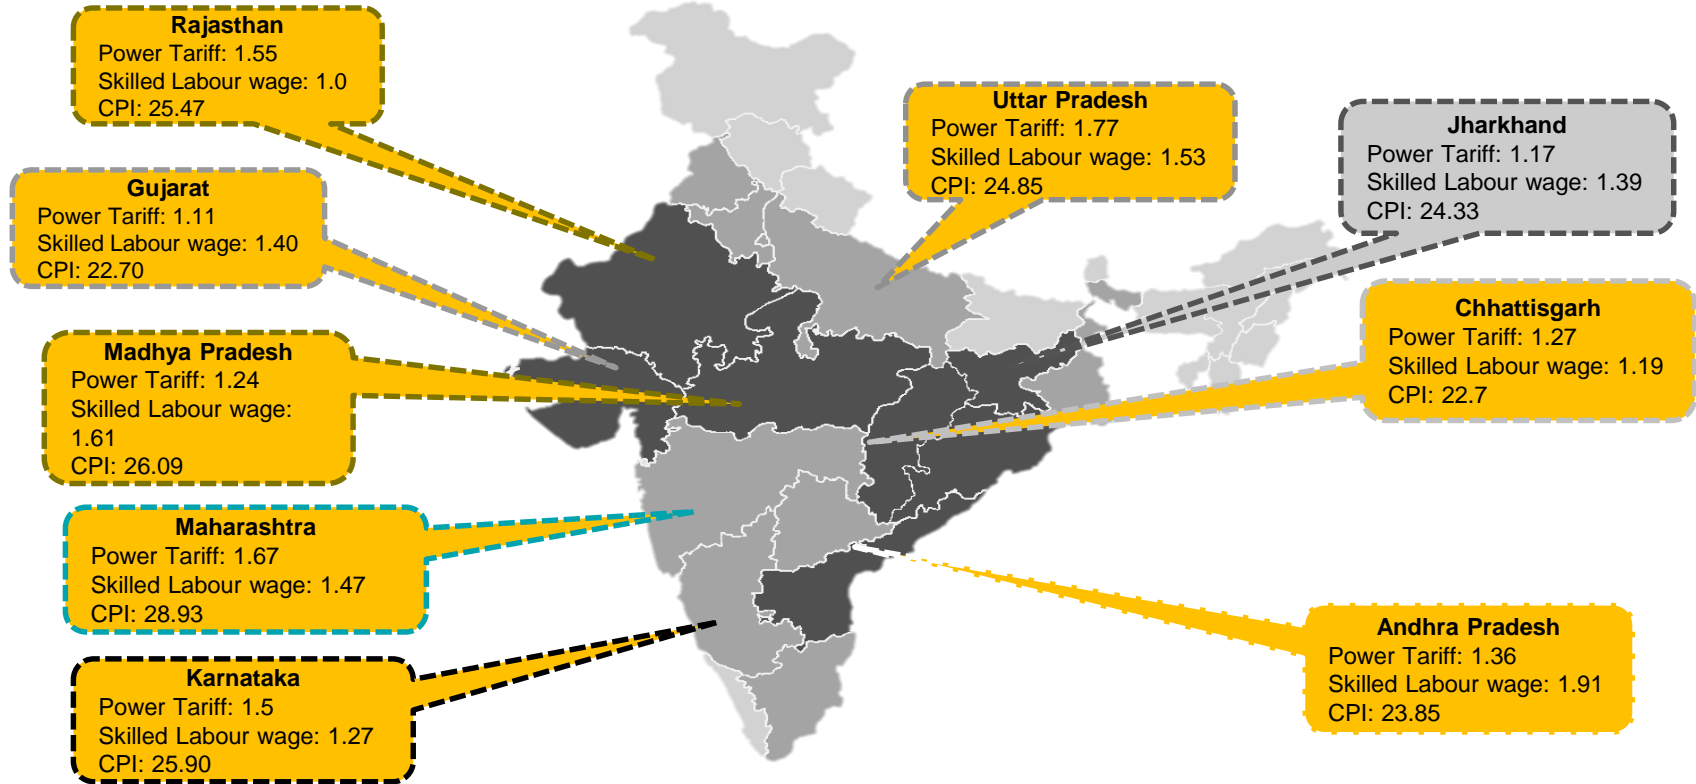 Rajasthan
Power Tariff: 1.55
Skilled Labour wage: 1.0
CPI: 25.47
Gujarat
Power Tariff: 1.11
Skilled Labour wage: 1.40
CPI: 22.70
Madhya Pradesh
Power Tariff: 1.24
Skilled Labour wage:
1.61
CPI: 26.09
Maharashtra
Power Tariff: 1.67
Skilled Labour wage: 1.47
CPI: 28.93
Karnataka
Power Tariff: 1.5
Skilled Labour wage: 1.27
CPI: 25.90
Uttar Pradesh
Power Tariff: 1.77
Skilled Labour wage: 1.53
CPI: 24.85
Jharkhand
Power Tariff: 1.17
Skilled Labour wage: 1.39
CPI: 24.33
Chhattisgarh
Power Tariff: 1.27
Skilled Labour wage: 1.19
CPI: 22.7
Andhra Pradesh
Power Tariff: 1.36
Skilled Labour wage: 1.91
CPI: 23.85